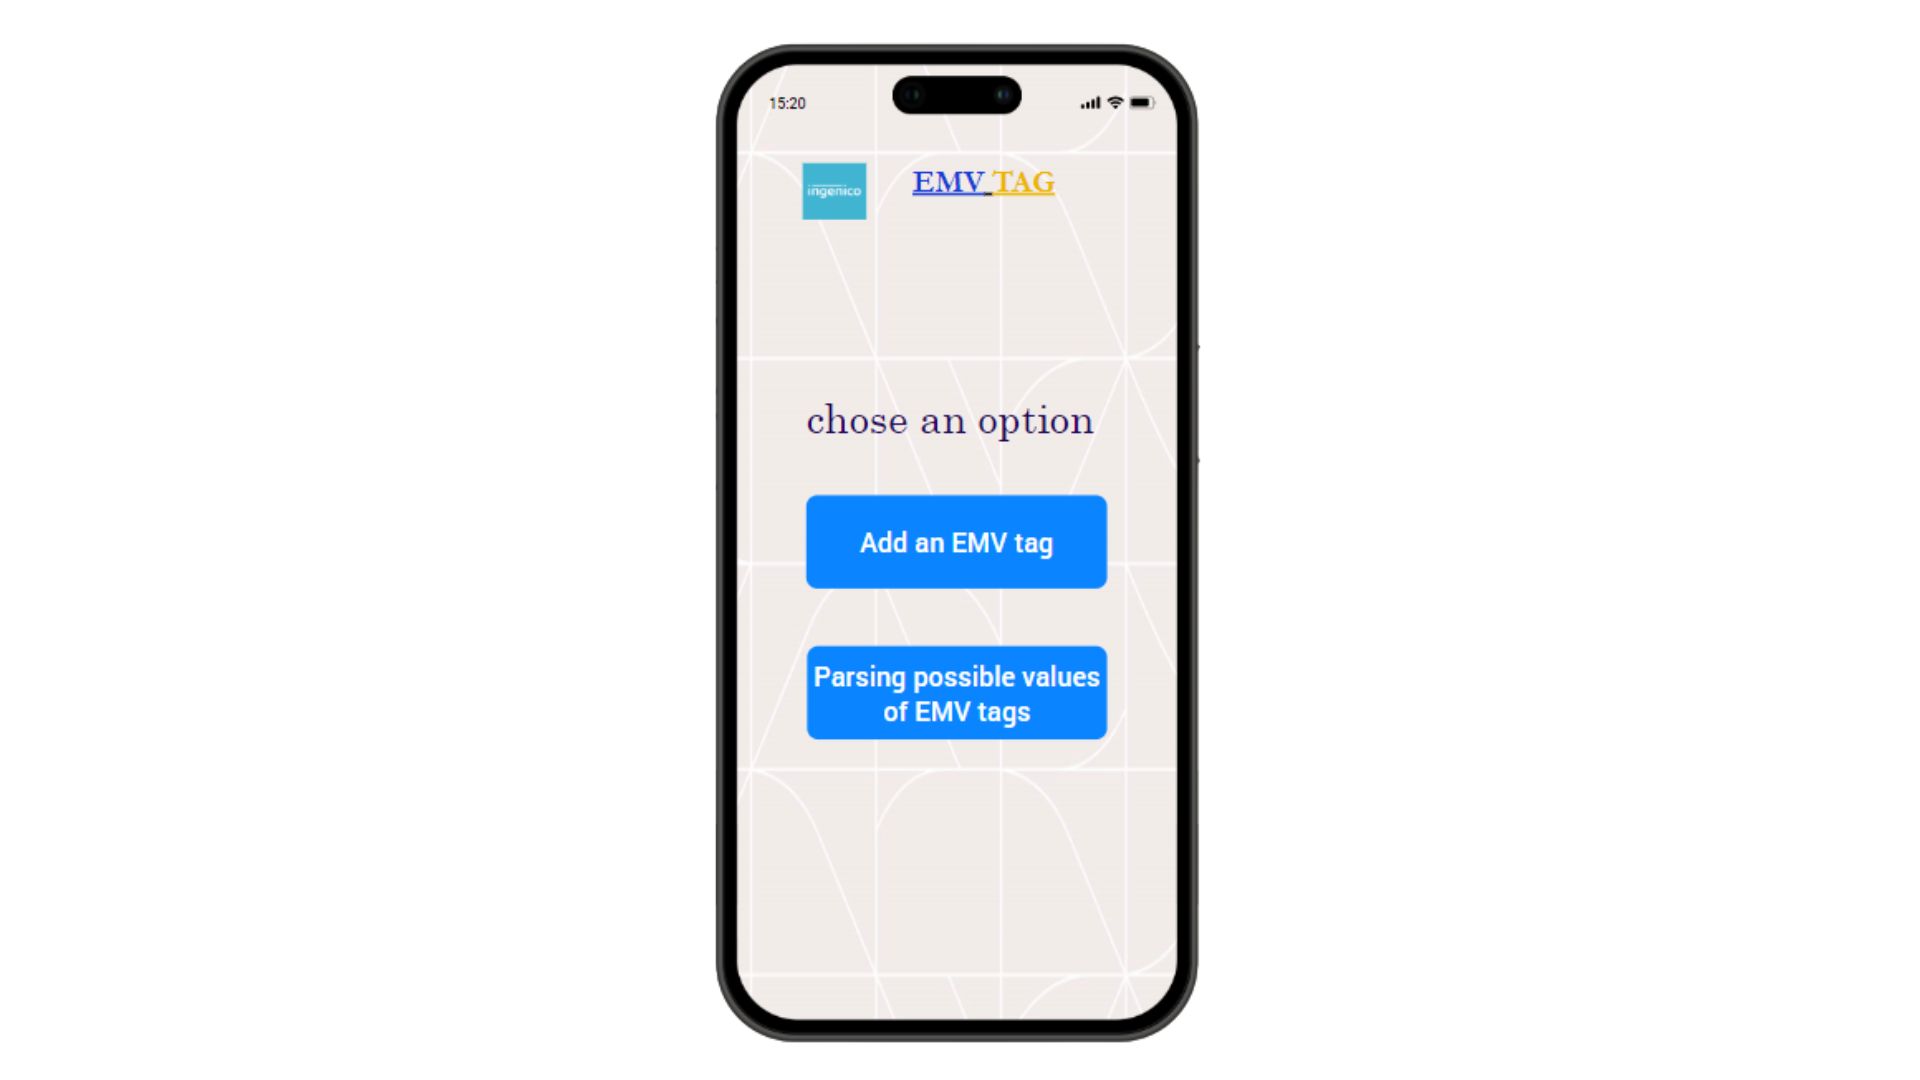 15:20
ingenico
EMV TAG
chose an option
Add an EMV tag
Parsing possible values
of EMV tags